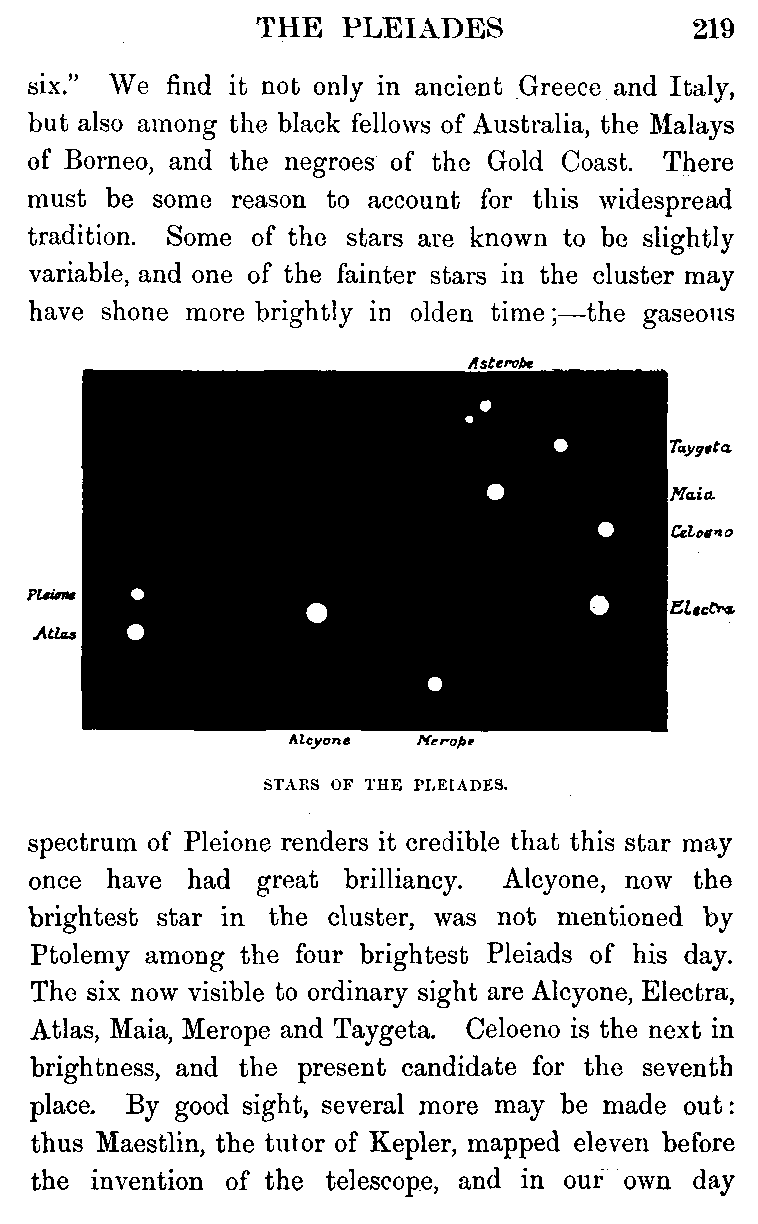 THE PLEIADES 219
six.” We find it not only in ancient Greece and Italy,
but also among the black fellows of Australia, the Malays
of Borneo, and the negroes of the Gold Coast. There
must be some reason to account for this widespread
tradition. Some of the stars are known to be slightly
variable, and one of the fainter stars in the cluster may
have shone more brightly in olden time;—the gaseous
Asterope
Taygeta
Maia
Celoeno
Pleione
Electra
Atlas
Alcyone Merope
STARS OF THE PLEIADES.
spectrum of Pleione renders it credible that this star may
once have had great brilliancy. Alcyone, now the
brightest star in the cluster, was not mentioned by
Ptolemy among the four brightest Pleiads of his day.
The six now visible to ordinary sight are Alcyone, Electra,
Atlas, Maia, Merope and Taygeta. Celoeno is the next in
brightness, and the present candidate for the seventh
place. By good sight, several more may be made out:
thus Maestlin, the tutor of Kepler, mapped eleven before
the invention of the telescope, and in our own day